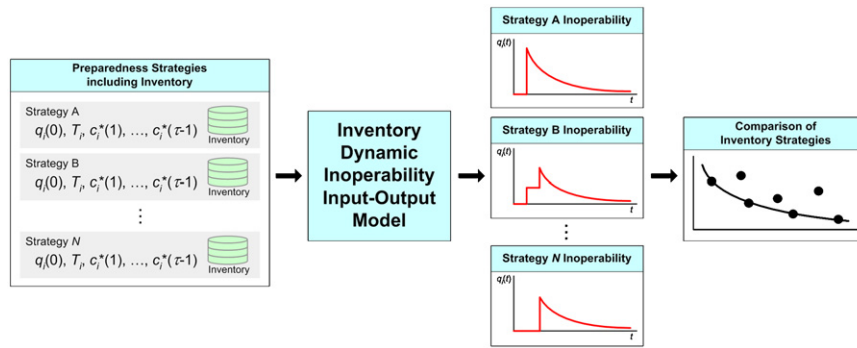 Preparedness Strategies
including Inventory
Strategy A
qᵢ(0), Tᵢ, cᵢ*(1), …, cᵢ*(τ-1)
Inventory
Strategy B
qᵢ(0), Tᵢ, cᵢ*(1), …, cᵢ*(τ-1)
Inventory
⋮
Strategy N
qᵢ(0), Tᵢ, cᵢ*(1), …, cᵢ*(τ-1)
Inventory
Inventory
Dynamic
Inoperability
Input-Output
Model
Strategy A Inoperability
qᵢ(t)
t
Strategy B Inoperability
qᵢ(t)
t
⋮
Strategy N Inoperability
qᵢ(t)
t
Comparison of
Inventory Strategies